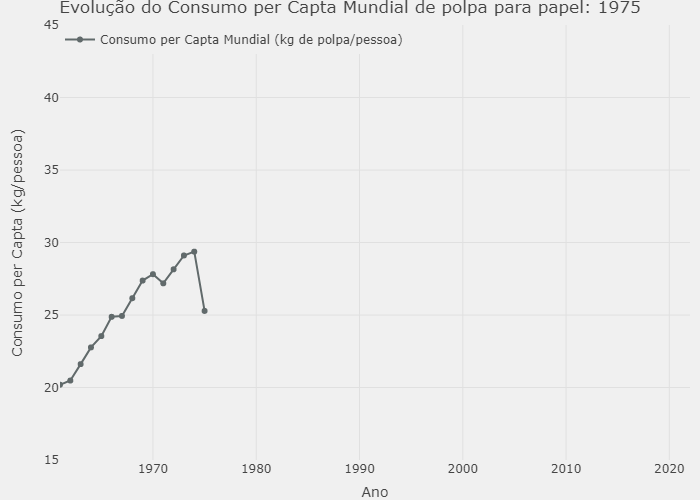 Evolução do Consumo per Capta Mundial de polpa para papel: 1975
Consumo per Capta Mundial (kg de polpa/pessoa)
Consumo per Capta (kg/pessoa)
45
40
35
30
25
20
15
1970 1980 1990 2000 2010 2020
Ano